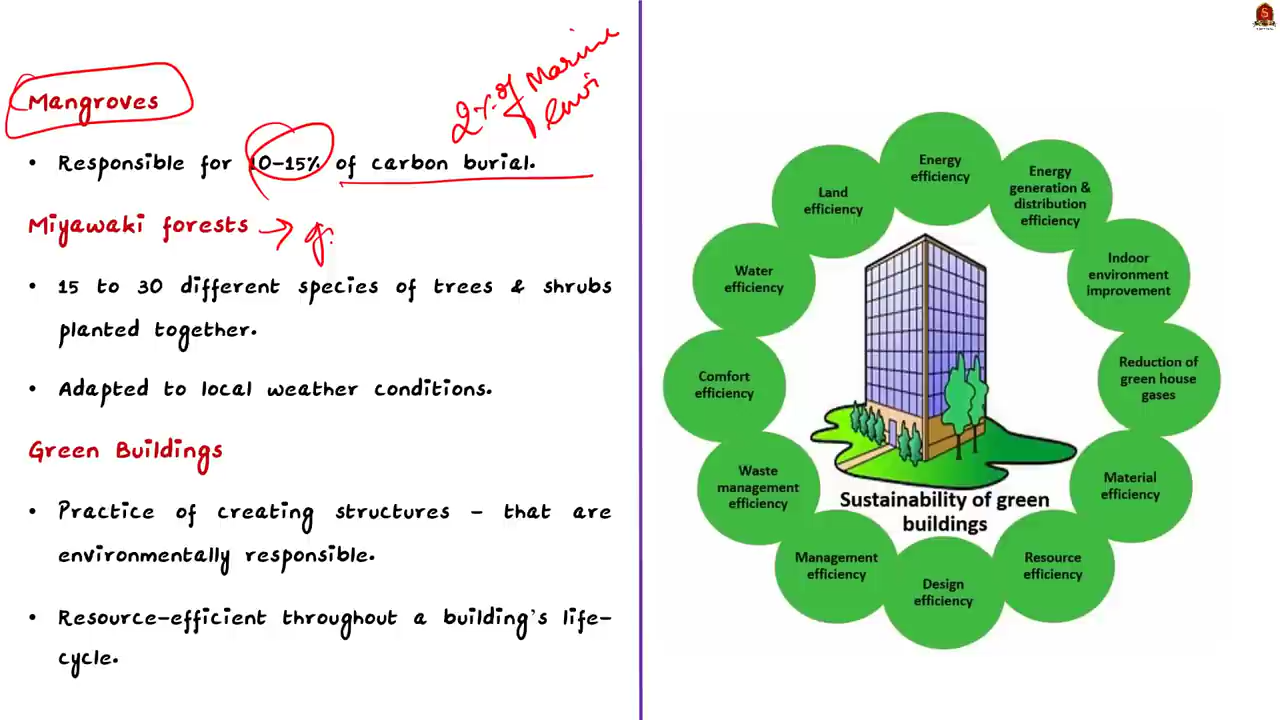 Mangroves
2% of Marine
envi
• Responsible for 10-15% of carbon burial.
Miyawaki forests →
• 15 to 30 different species of trees & shrubs
planted together.
• Adapted to local weather conditions.
Green Buildings
• Practice of creating structures - that are
environmentally responsible.
• Resource-efficient throughout a building's life-
cycle.
Energy
efficiency
Energy
generation &
distribution
efficiency
Indoor
environment
improvement
Reduction of
green house
gases
Material
efficiency
Resource
efficiency
Design
efficiency
Management
efficiency
Waste
management
efficiency
Comfort
efficiency
Water
efficiency
Land
efficiency
Sustainability of green
buildings